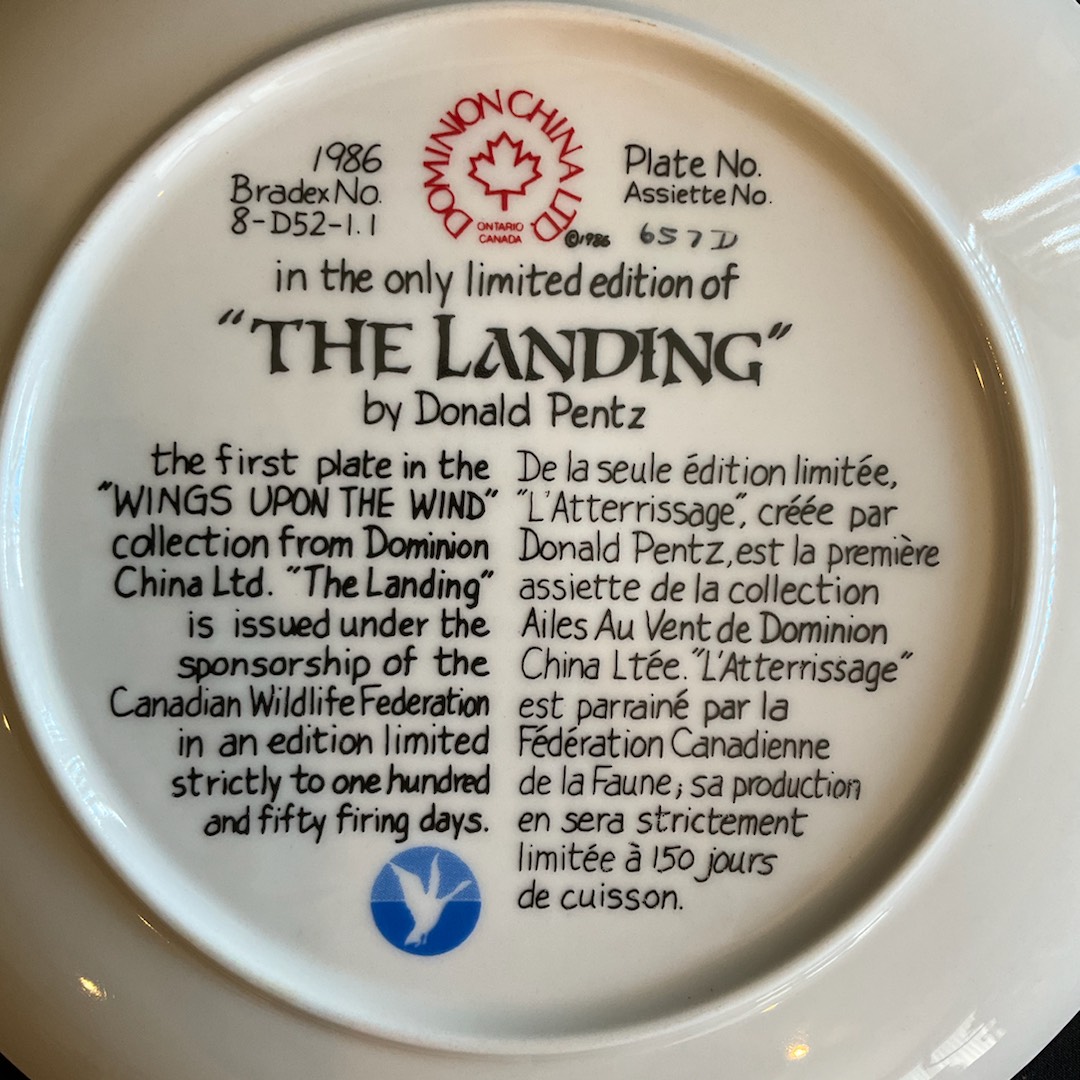 1986
Bradex No.
8-D52-1.1
DOMINION CHINA LTD.
ONTARIO
CANADA
©1986
Plate No.
Assiette No.
657D
in the only limited edition of
"THE LANDING"
by Donald Pentz
the first plate in the
"WINGS UPON THE WIND"
collection from Dominion
China Ltd. "The Landing"
is issued under the
sponsorship of the
Canadian Wildlife Federation
in an edition limited
strictly to one hundred
and fifty firing days.
De la seule édition limitée,
"L'Atterrissage", créée par
Donald Pentz, est la première
assiette de la collection
Ailes Au Vent de Dominion
China Ltée. "L'Atterrissage"
est parrainé par la
Fédération Canadienne
de la Faune; sa production
en sera strictement
limitée à 150 jours
de cuisson.